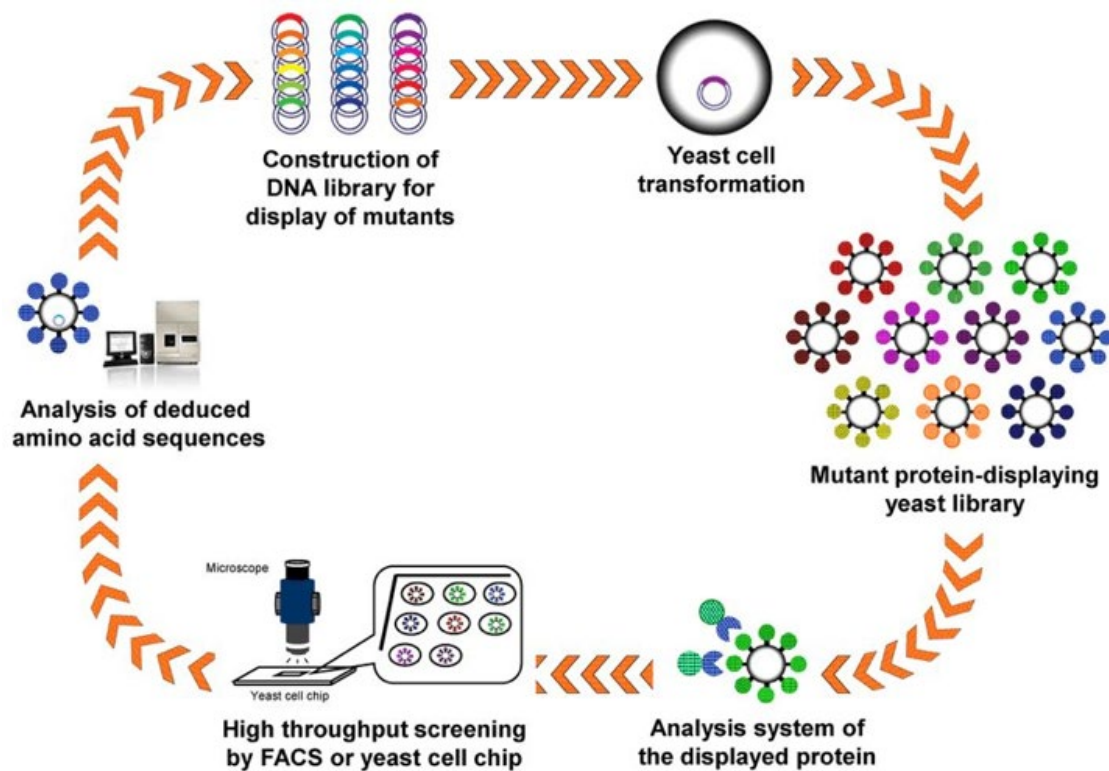 Construction of
DNA library for
display of mutants
Yeast cell
transformation
Mutant protein-displaying
yeast library
Analysis system of
the displayed protein
Microscope
Yeast cell chip
High throughput screening
by FACS or yeast cell chip
Analysis of deduced
amino acid sequences